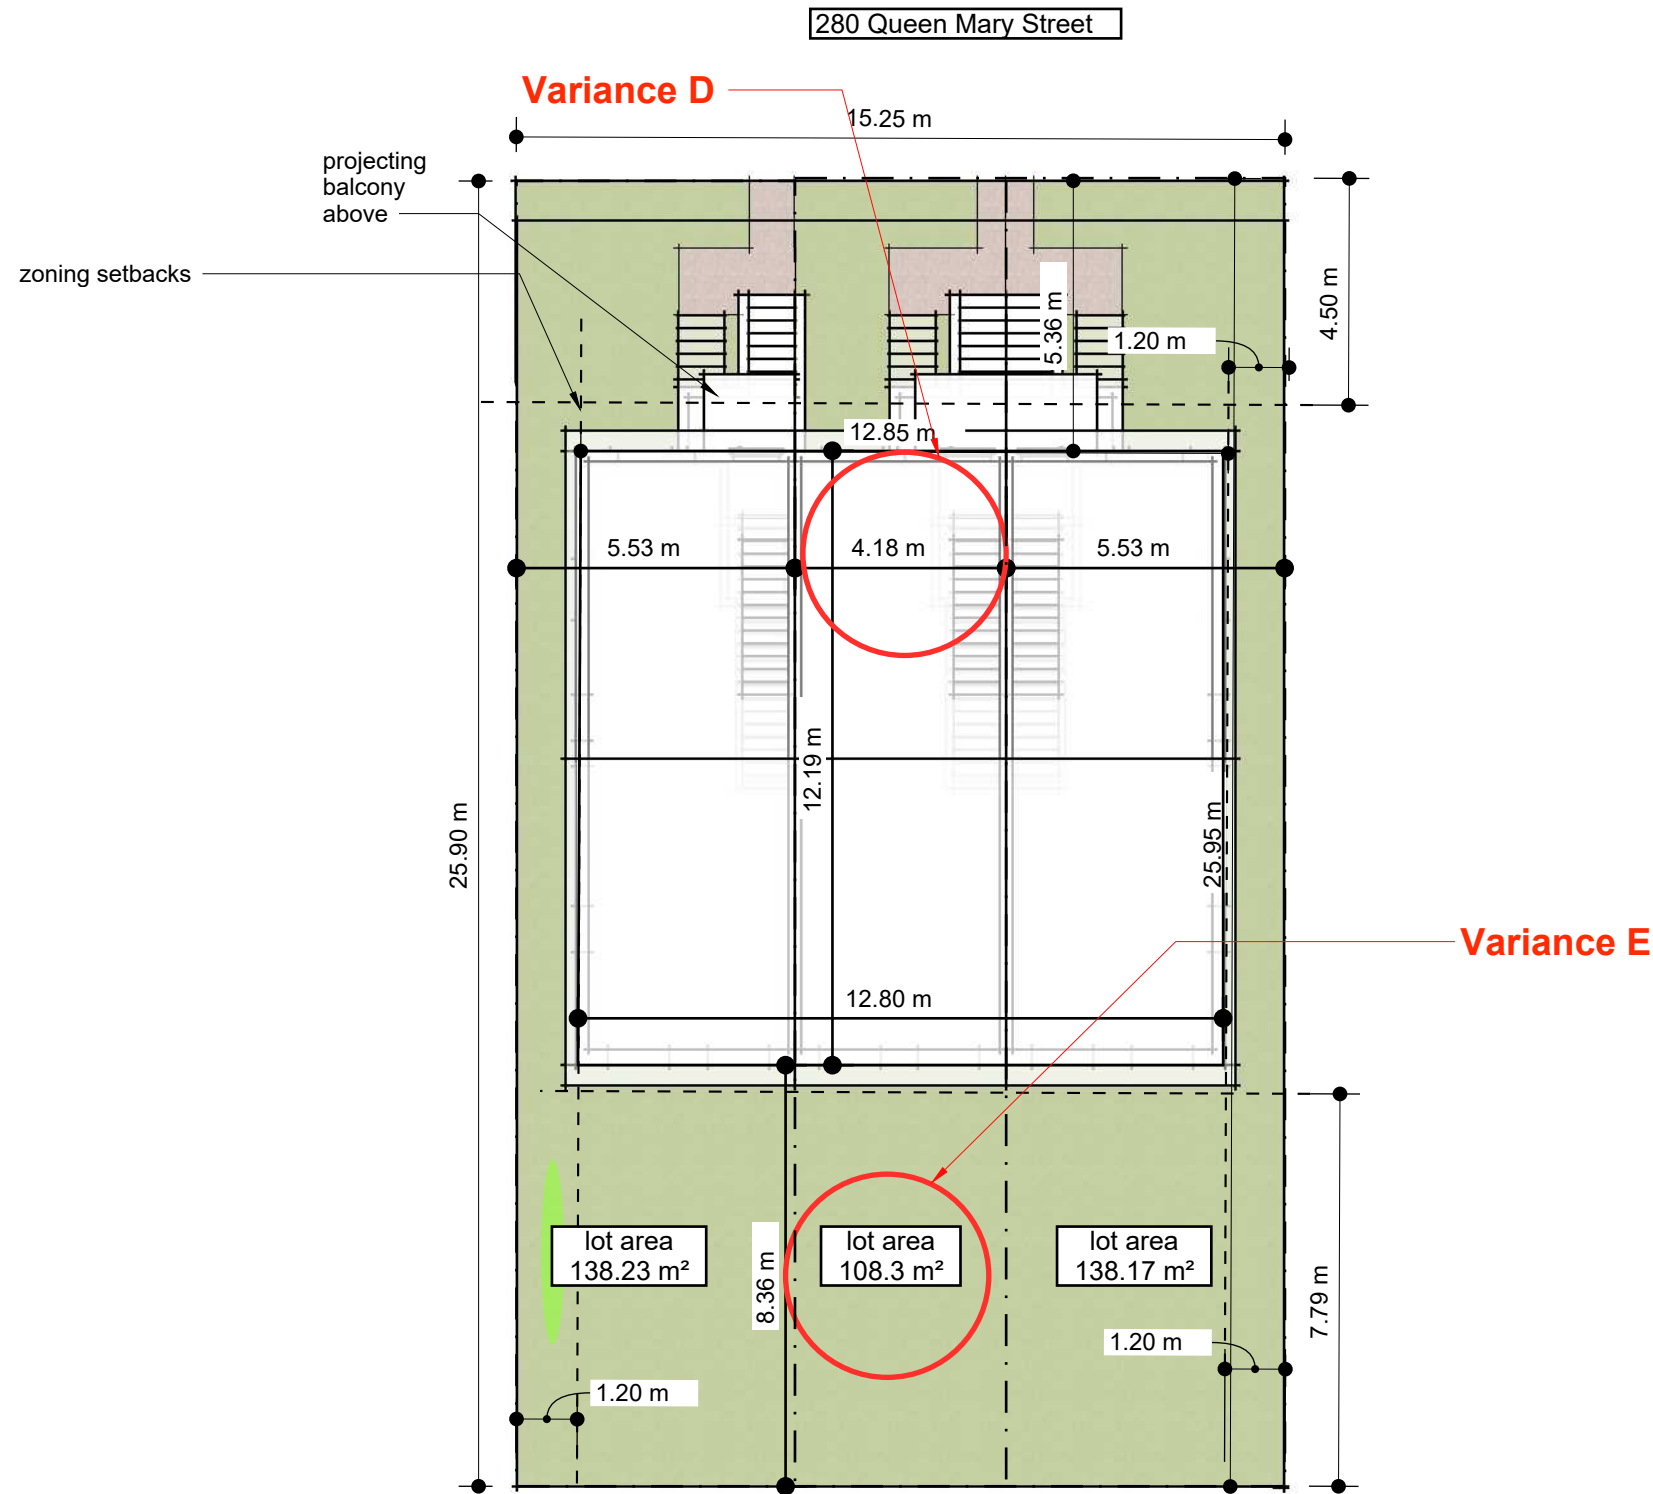 280 Queen Mary Street
Variance D
15.25 m
projecting
balcony
above
zoning setbacks
4.50 m
5.36 m
1.20 m
12.85 m
5.53 m
4.18 m
5.53 m
12.19 m
25.90 m
25.95 m
Variance E
12.80 m
lot area
138.23 m²
lot area
108.3 m²
lot area
138.17 m²
8.36 m
7.79 m
1.20 m
1.20 m